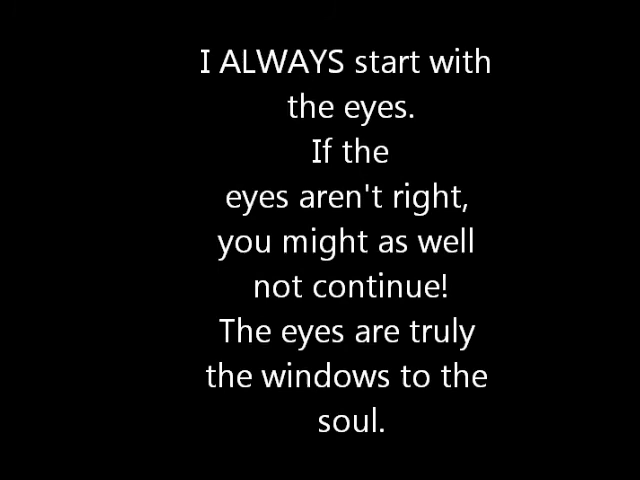 I ALWAYS start with
the eyes.
If the
eyes aren't right,
you might as well
not continue!
The eyes are truly
the windows to the
soul.